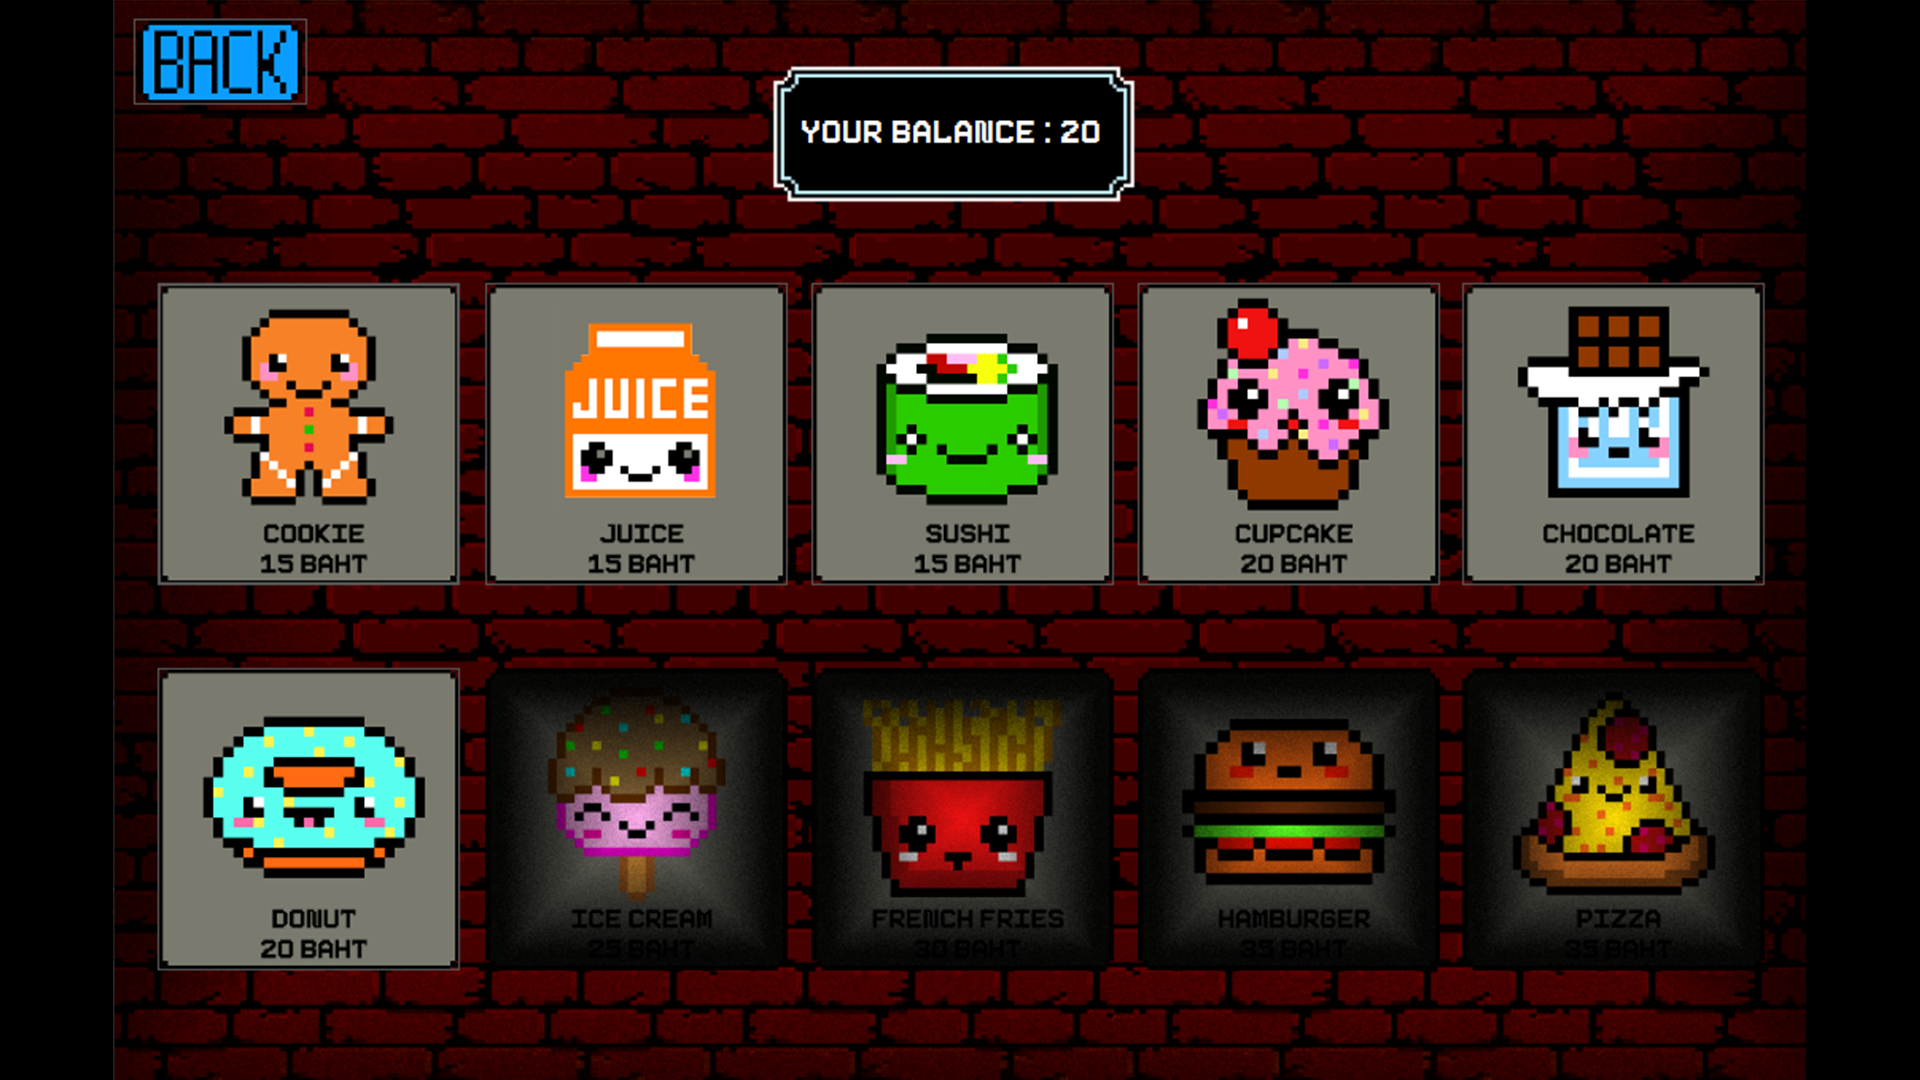 BACK
YOUR BALANCE : 20
JUICE
COOKIE
15 BAHT
JUICE
15 BAHT
SUSHI
15 BAHT
CUPCAKE
20 BAHT
CHOCOLATE
20 BAHT
DONUT
20 BAHT
ICE CREAM
25 BAHT
FRENCH FRIES
30 BAHT
HAMBURGER
35 BAHT
PIZZA
35 BAHT